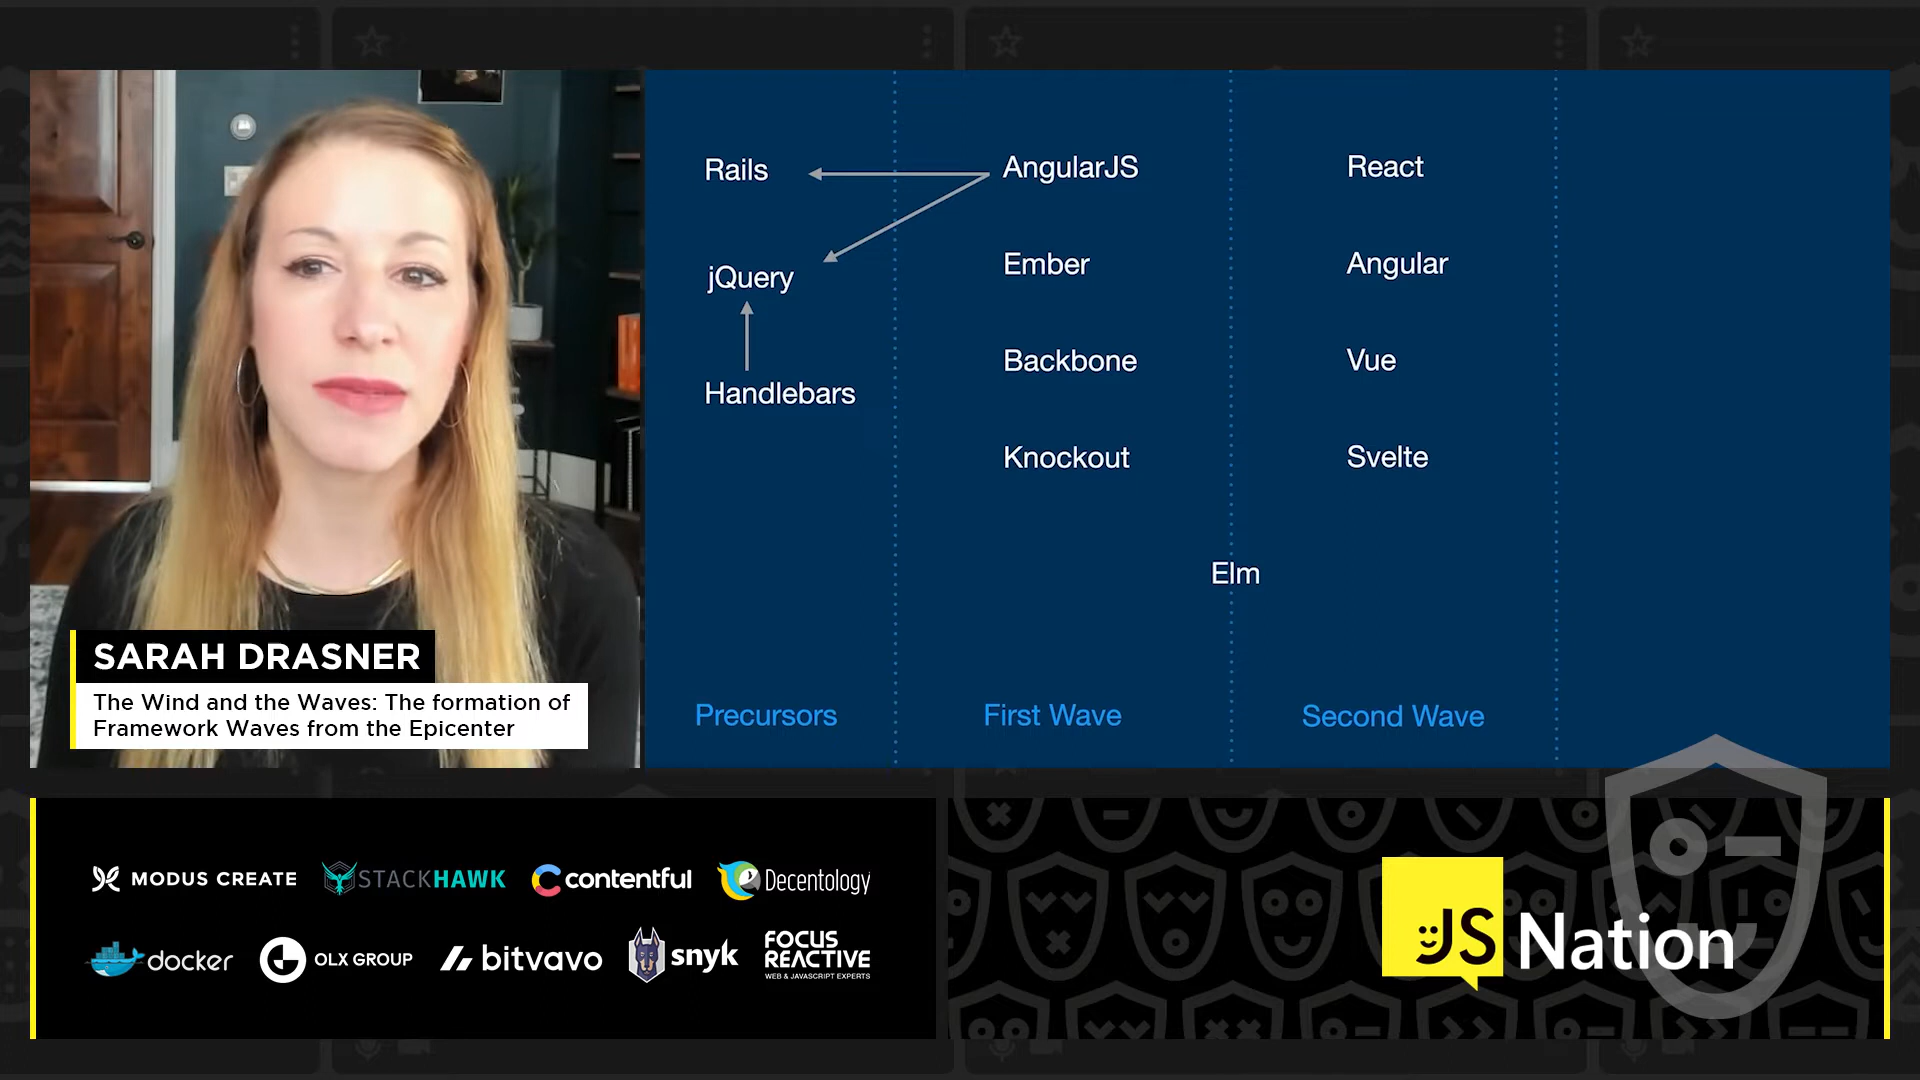 Rails
AngularJS
React
jQuery
Ember
Angular
Handlebars
Backbone
Vue
Knockout
Svelte
Elm
Precursors
First Wave
Second Wave
SARAH DRASNER
The Wind and the Waves: The formation of
Framework Waves from the Epicenter
MODUS CREATE
STACKHAWK
contentful
Decentology
docker
OLX GROUP
bitvavo
snyk
FOCUS
REACTIVE
WEB & JAVASCRIPT EXPERTS
JS Nation